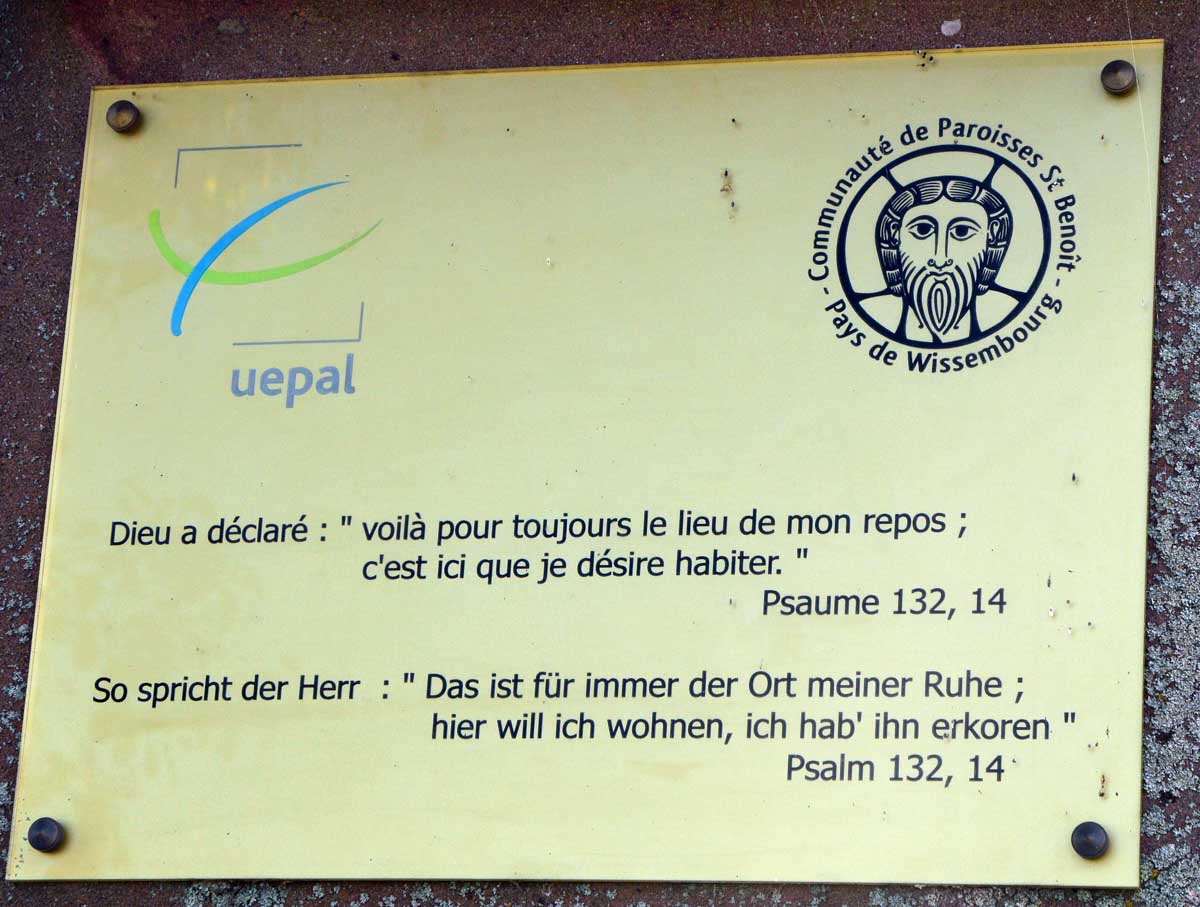 uepal
Communauté de Paroisses St Benoît
- Pays de Wissembourg -
Dieu a déclaré : " voilà pour toujours le lieu de mon repos ;
c'est ici que je désire habiter. "
Psaume 132, 14
So spricht der Herr : " Das ist für immer der Ort meiner Ruhe ;
hier will ich wohnen, ich hab' ihn erkoren "
Psalm 132, 14